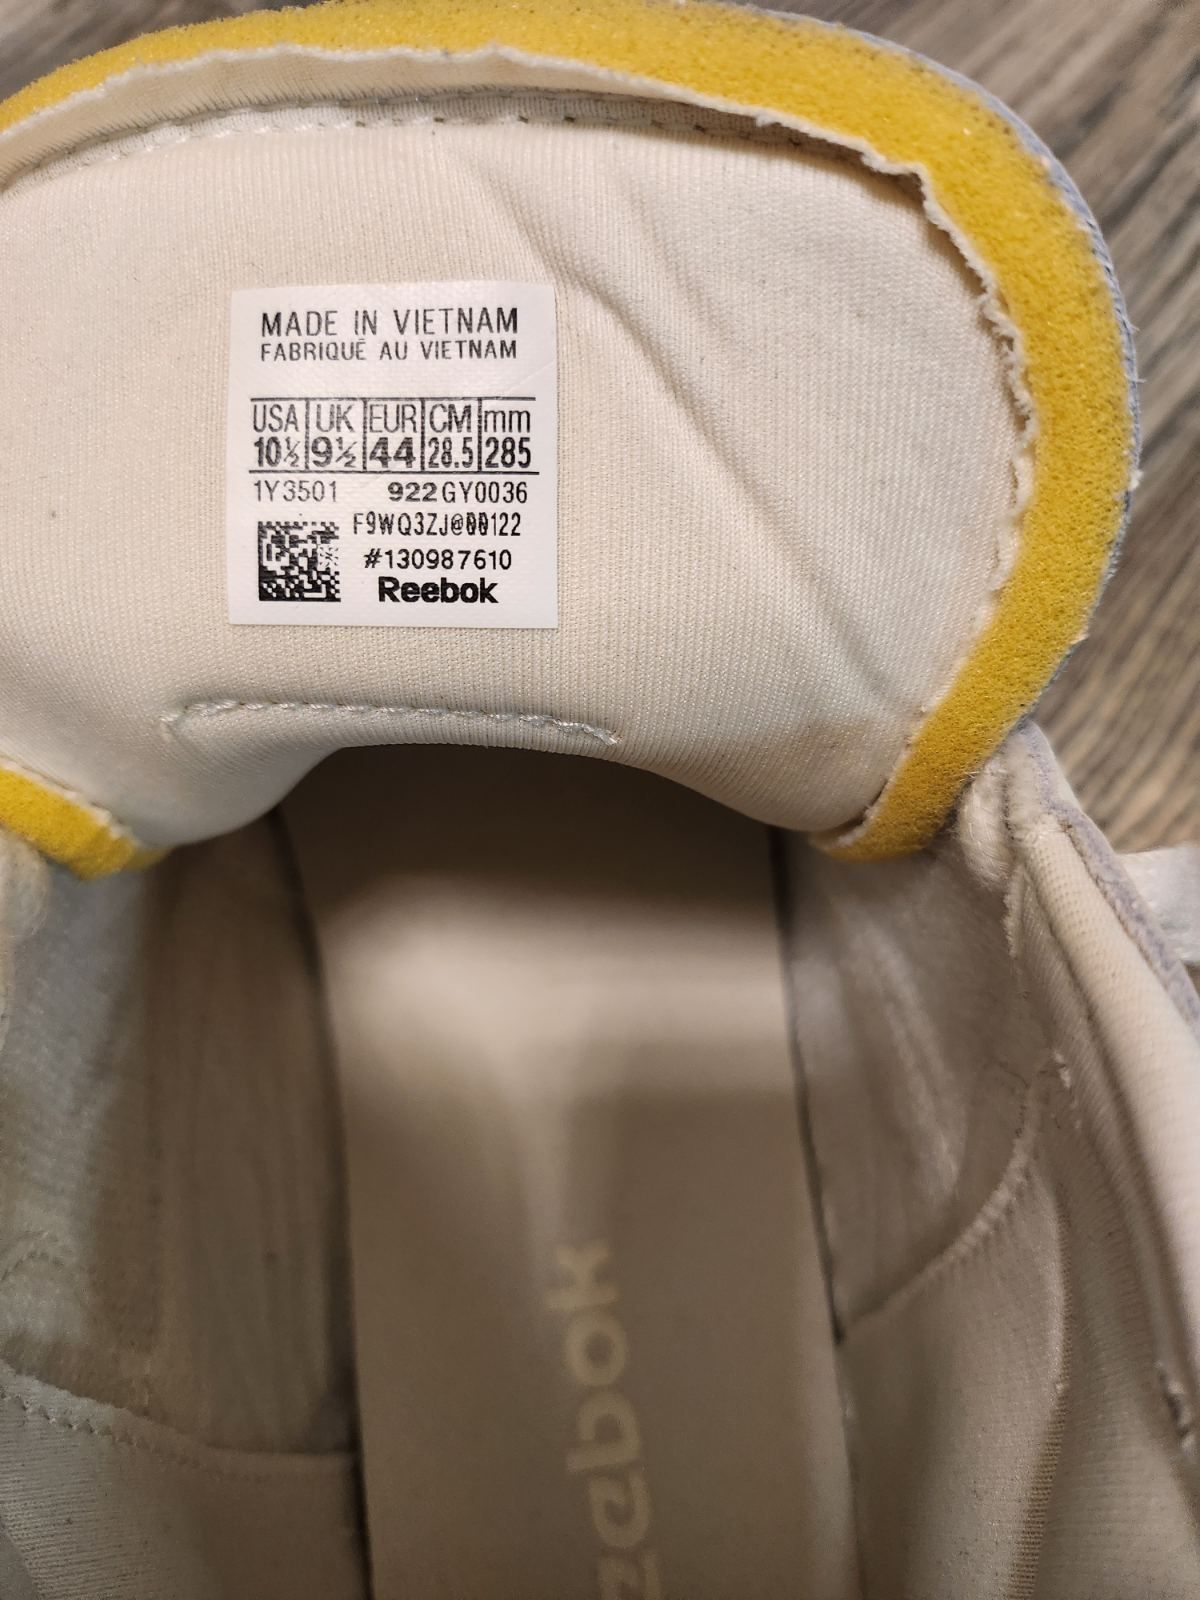 MADE IN VIETNAM
FABRIQUÉ AU VIETNAM
USA UK EUR CM mm
10½ 9½ 44 28.5 285
1Y3501 922 GY0036
F9WQ3ZJ@00122
#130987610
Reebok
eebok